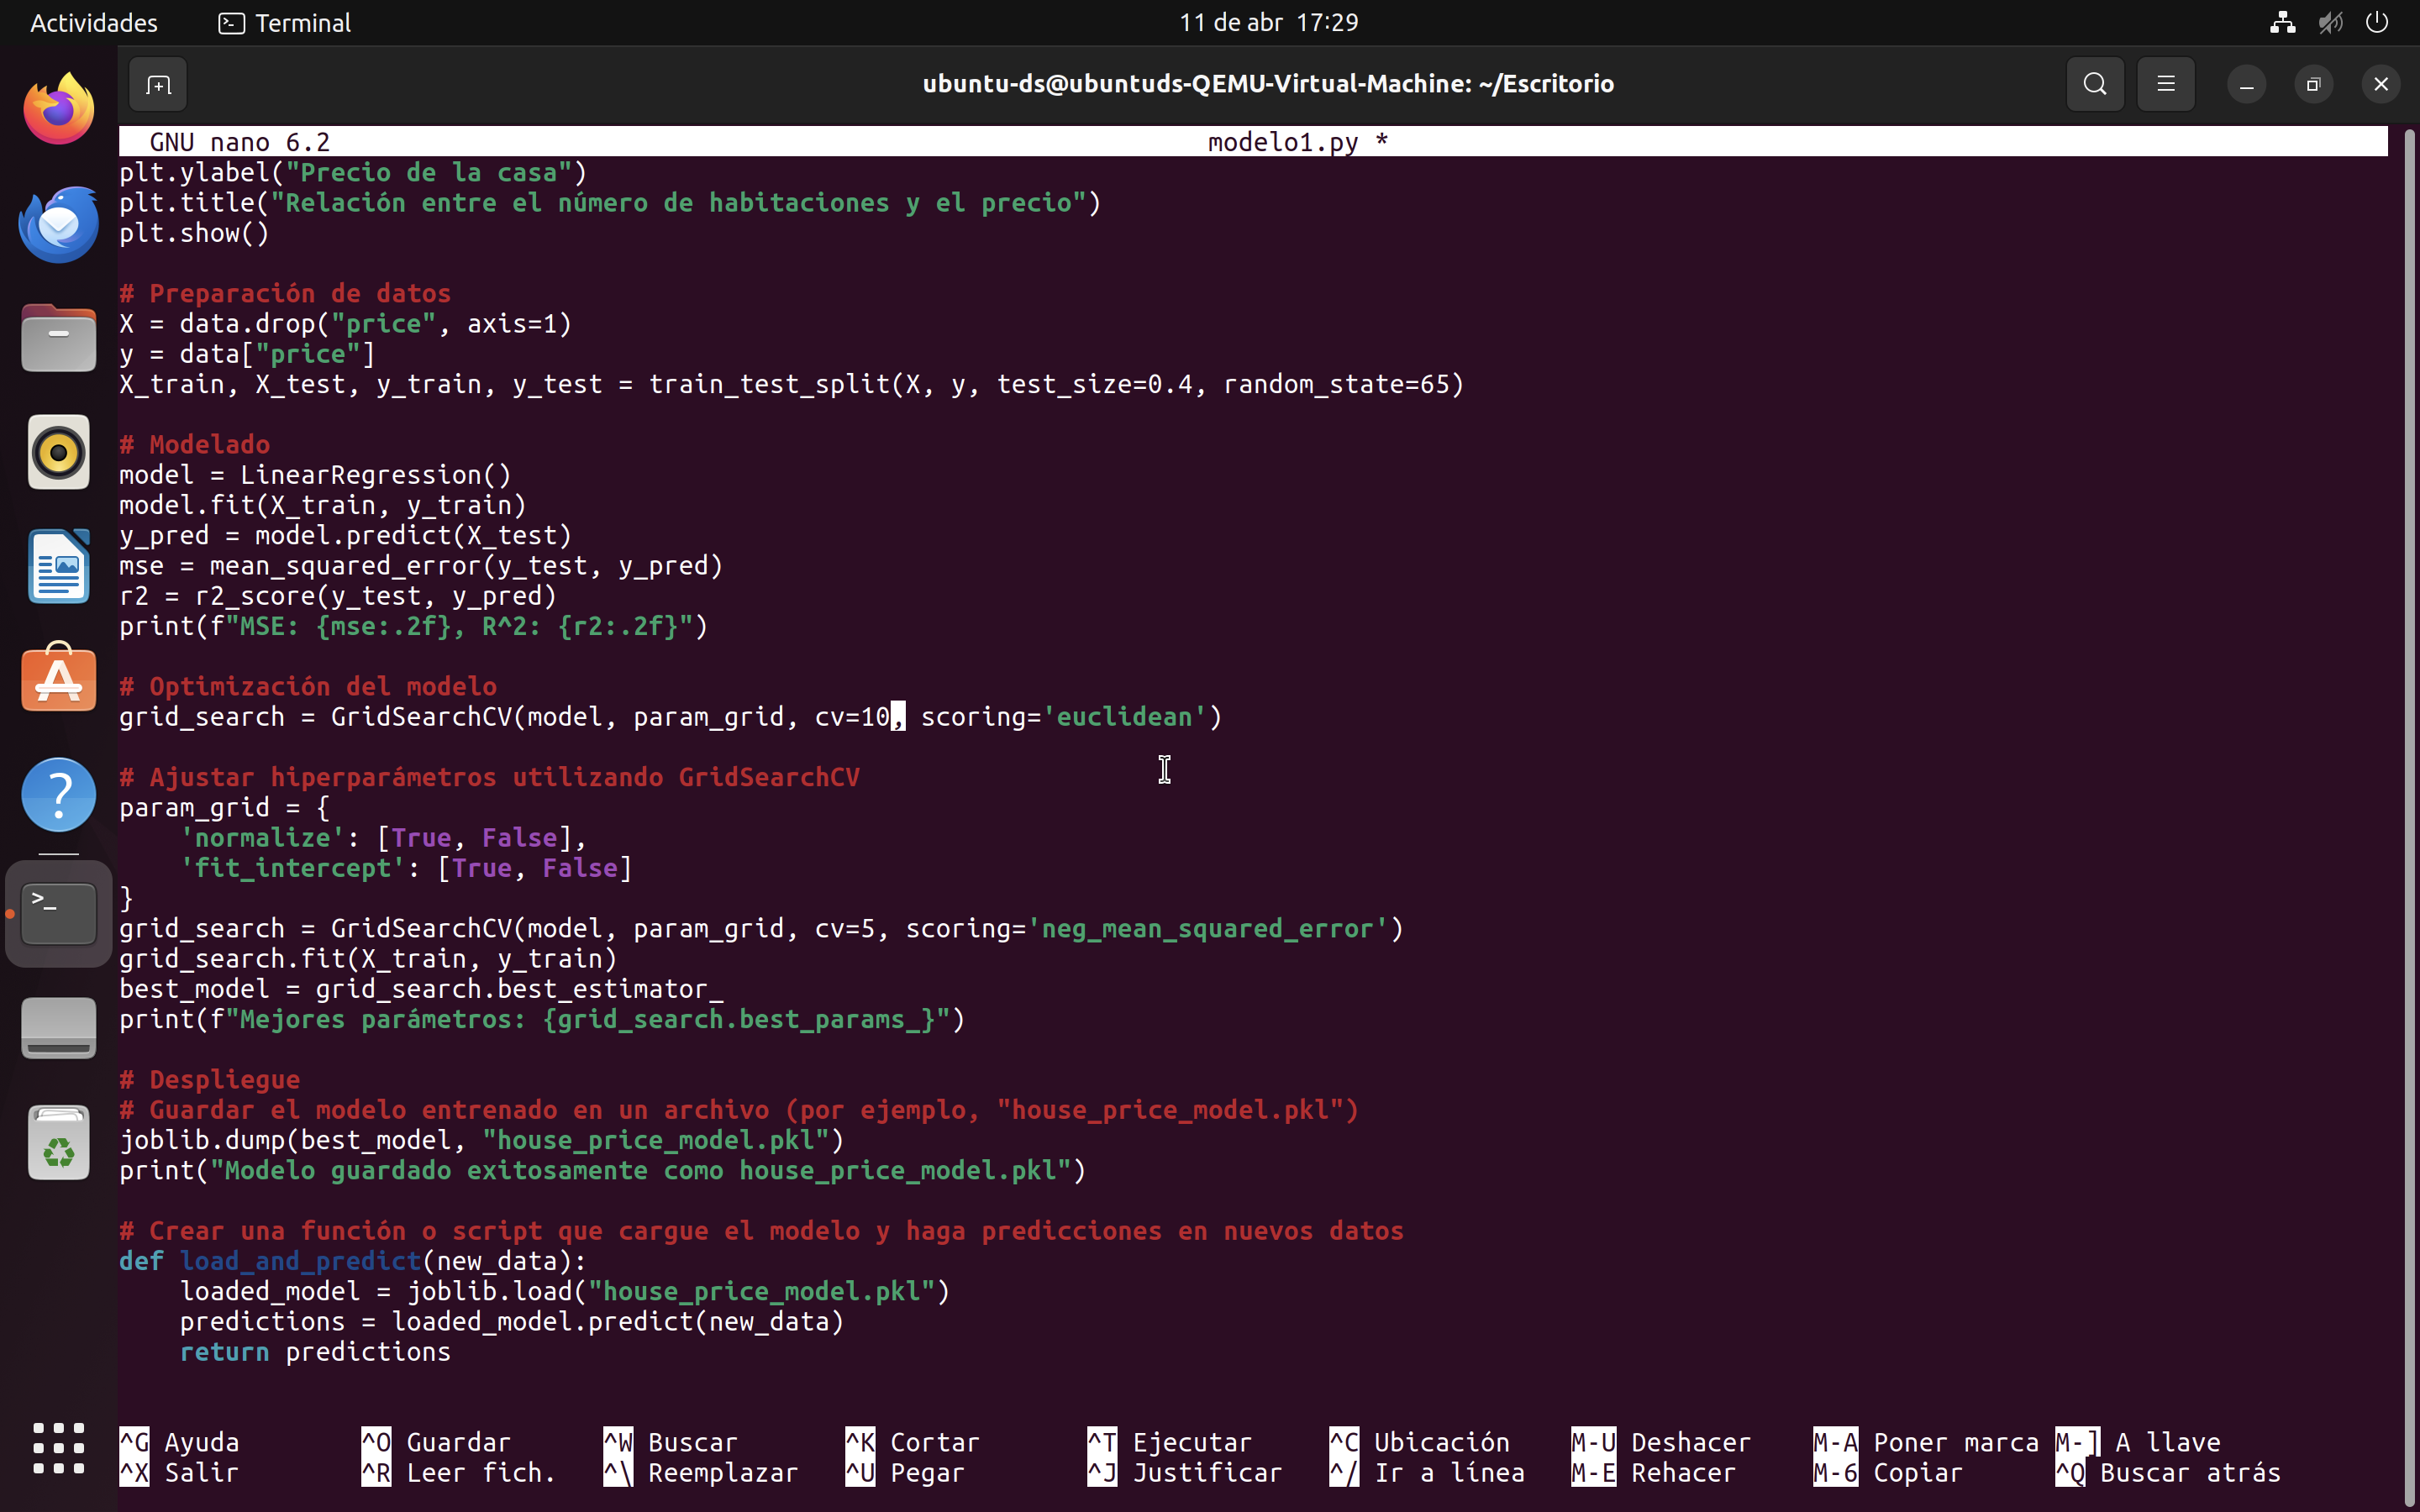 Actividades
Terminal
11 de abr 17:29
ubuntu-ds@ubuntuds-QEMU-Virtual-Machine: ~/Escritorio
GNU nano 6.2 modelo1.py *
plt.ylabel("Precio de la casa")
plt.title("Relación entre el número de habitaciones y el precio")
plt.show()
# Preparación de datos
X = data.drop("price", axis=1)
y = data["price"]
X_train, X_test, y_train, y_test = train_test_split(X, y, test_size=0.4, random_state=65)
# Modelado
model = LinearRegression()
model.fit(X_train, y_train)
y_pred = model.predict(X_test)
mse = mean_squared_error(y_test, y_pred)
r2 = r2_score(y_test, y_pred)
print(f"MSE: {mse:.2f}, R^2: {r2:.2f}")
# Optimización del modelo
grid_search = GridSearchCV(model, param_grid, cv=10, scoring='euclidean')
# Ajustar hiperparámetros utilizando GridSearchCV
param_grid = {
    'normalize': [True, False],
    'fit_intercept': [True, False]
}
grid_search = GridSearchCV(model, param_grid, cv=5, scoring='neg_mean_squared_error')
grid_search.fit(X_train, y_train)
best_model = grid_search.best_estimator_
print(f"Mejores parámetros: {grid_search.best_params_}")
# Despliegue
# Guardar el modelo entrenado en un archivo (por ejemplo, "house_price_model.pkl")
joblib.dump(best_model, "house_price_model.pkl")
print("Modelo guardado exitosamente como house_price_model.pkl")
# Crear una función o script que cargue el modelo y haga predicciones en nuevos datos
def load_and_predict(new_data):
    loaded_model = joblib.load("house_price_model.pkl")
    predictions = loaded_model.predict(new_data)
    return predictions
^G Ayuda ^O Guardar ^W Buscar ^K Cortar ^T Ejecutar ^C Ubicación M-U Deshacer M-A Poner marca M-] A llave
^X Salir ^R Leer fich. ^\ Reemplazar ^U Pegar ^J Justificar ^/ Ir a línea M-E Rehacer M-6 Copiar ^Q Buscar atrás